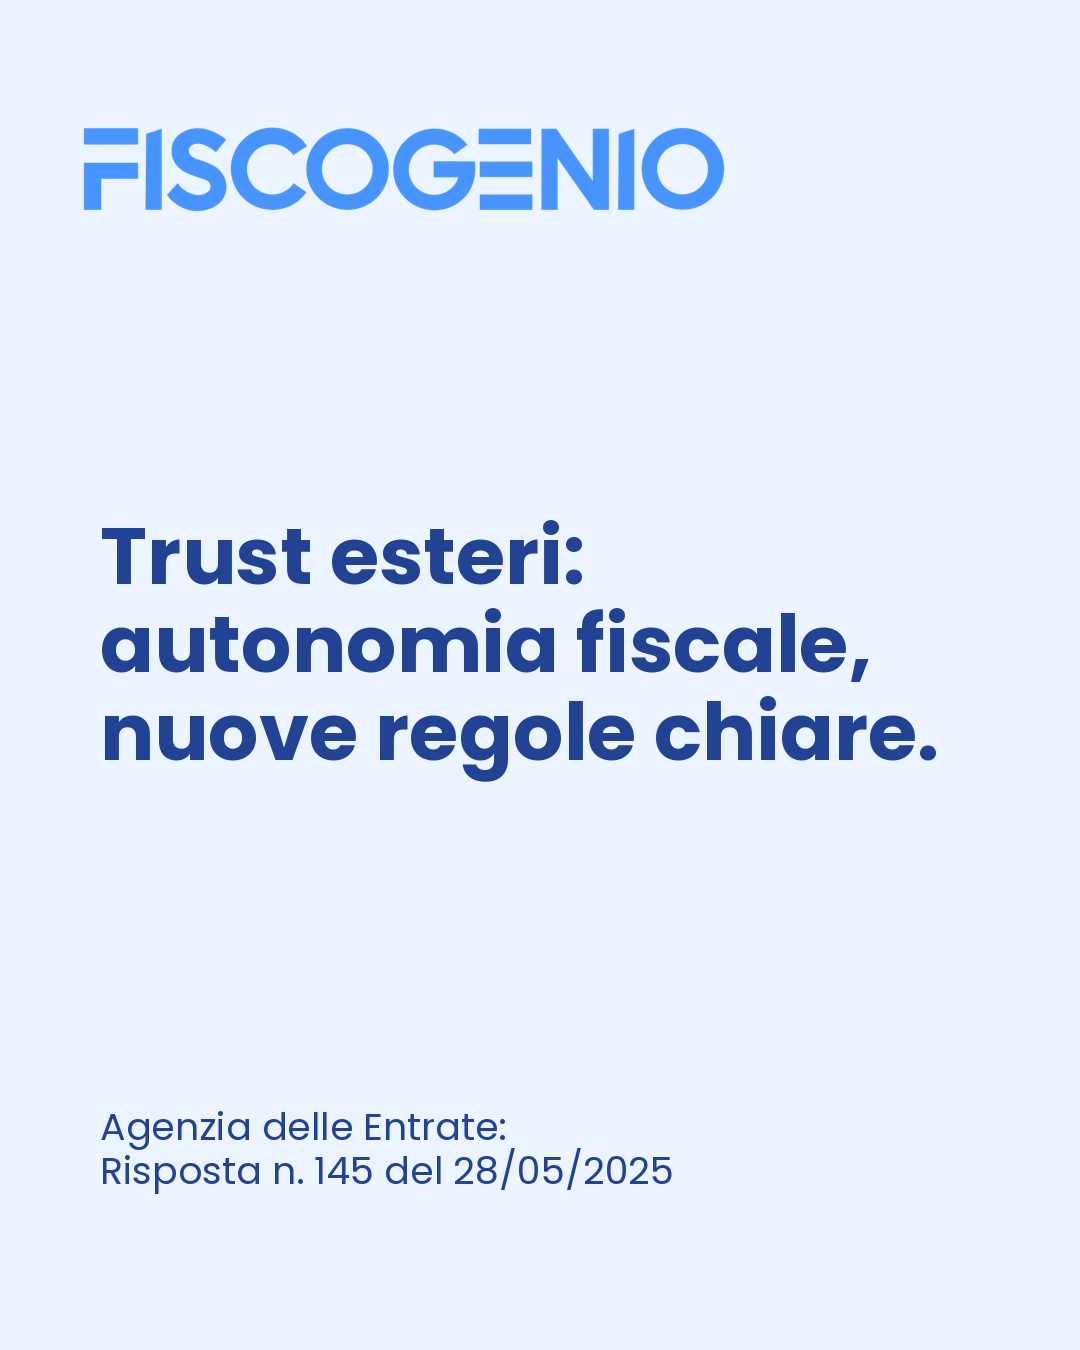 FISCOGENIO
Trust esteri:
autonomia fiscale,
nuove regole chiare.
Agenzia delle Entrate:
Risposta n. 145 del 28/05/2025